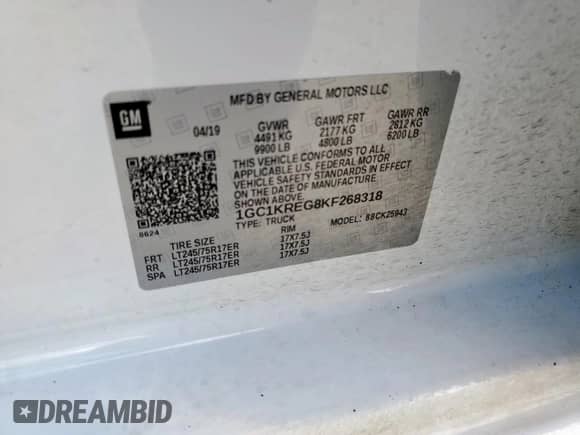 GM
MFD BY GENERAL MOTORS LLC
04/19 GVWR GAWR FRT GAWR RR
4491 KG 2177 KG 2812 KG
9900 LB 4800 LB 6200 LB
THIS VEHICLE CONFORMS TO ALL
APPLICABLE U.S. FEDERAL MOTOR
VEHICLE SAFETY STANDARDS IN EFFECT
ON THE DATE OF MANUFACTURE
SHOWN ABOVE.
1GC1KREG8KF268318
TYPE: TRUCK MODEL: 88CK25943
8624
TIRE SIZE RIM
FRT LT245/75R17ER 17X7.5J
RR LT245/75R17ER 17X7.5J
SPA LT245/75R17ER 17X7.5J
DREAMBID